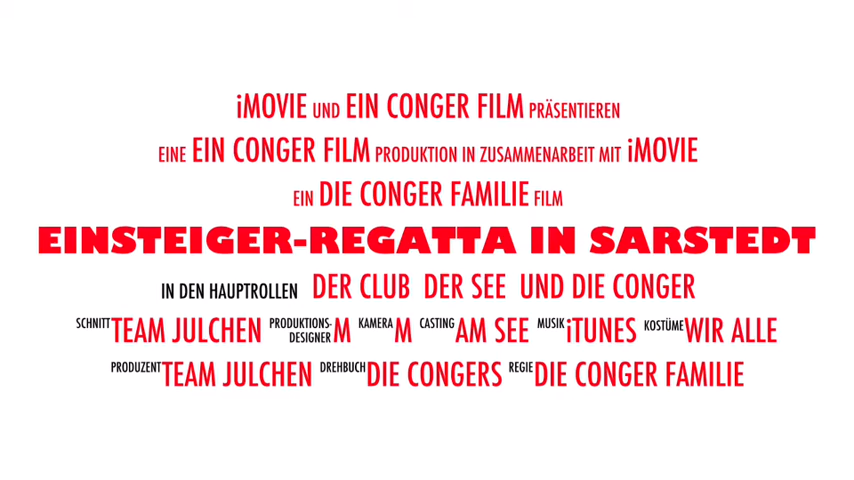 iMOVIE UND EIN CONGER FILM PRÄSENTIEREN
EINE EIN CONGER FILM PRODUKTION IN ZUSAMMENARBEIT MIT iMOVIE
EIN DIE CONGER FAMILIE FILM
EINSTEIGER-REGATTA IN SARSTEDT
IN DEN HAUPTROLLEN DER CLUB DER SEE UND DIE CONGER
SCHNITT TEAM JULCHEN PRODUKTIONS-DESIGNER M KAMERA M CASTING AM SEE MUSIK iTUNES KOSTÜME WIR ALLE
PRODUZENT TEAM JULCHEN DREHBUCH DIE CONGERS REGIE DIE CONGER FAMILIE